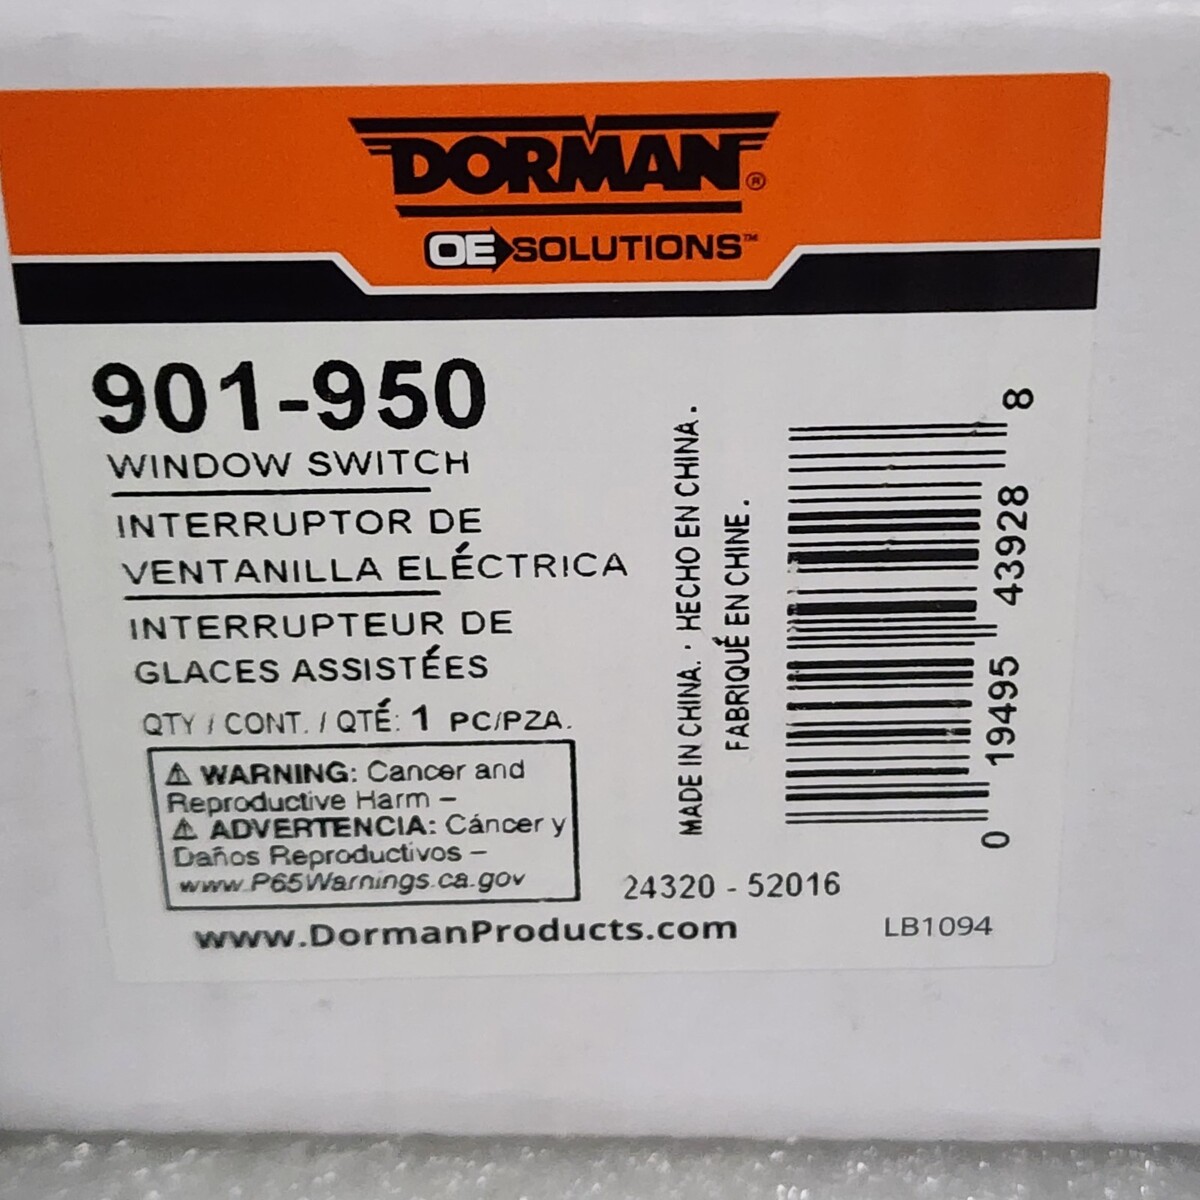 DORMAN®
OE SOLUTIONS™
901-950
WINDOW SWITCH
INTERRUPTOR DE
VENTANILLA ELÉCTRICA
INTERRUPTEUR DE
GLACES ASSISTÉES
QTY / CONT. / QTÉ: 1 PC/PZA.
⚠ WARNING: Cancer and
Reproductive Harm –
⚠ ADVERTENCIA: Cáncer y
Daños Reproductivos –
www.P65Warnings.ca.gov
www.DormanProducts.com
MADE IN CHINA. · HECHO EN CHINA.
FABRIQUÉ EN CHINE.
0 19495 43928 8
24320 - 52016
LB1094